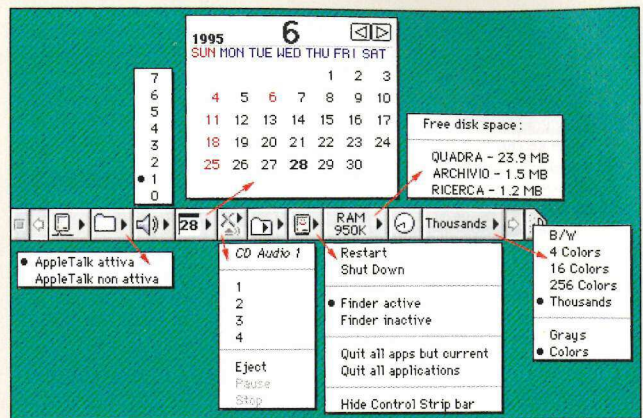 1995 6
SUN MON TUE WED THU FRI SAT
1 2 3
4 5 6 7 8 9 10
11 12 13 14 15 16 17
18 19 20 21 22 23 24
25 26 27 28 29 30
7
6
5
4
3
2
1
0
Free disk space:
QUADRA - 23.9 MB
ARCHIVIO - 1.5 MB
RICERCA - 1.2 MB
28
RAM
950K
Thousands
AppleTalk attiva
AppleTalk non attiva
CD Audio 1
1
2
3
4
Eject
Pause
Stop
Restart
Shut Down
Finder active
Finder inactive
Quit all apps but current
Quit all applications
Hide Control Strip bar
B/W
4 Colors
16 Colors
256 Colors
Thousands
Grays
Colors